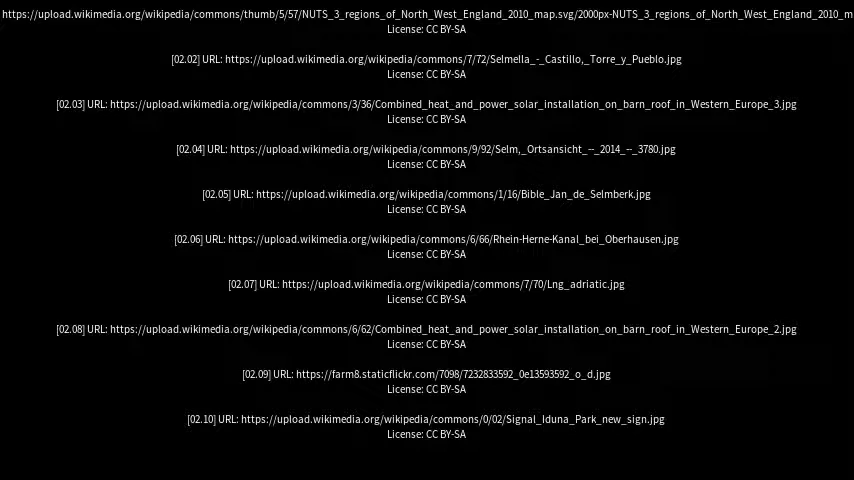 https://upload.wikimedia.org/wikipedia/commons/thumb/5/57/NUTS_3_regions_of_North_West_England_2010_map.svg/2000px-NUTS_3_regions_of_North_West_England_2010_m
License: CC BY-SA
[02.02] URL: https://upload.wikimedia.org/wikipedia/commons/7/72/Selmella_-_Castillo,_Torre_y_Pueblo.jpg
License: CC BY-SA
[02.03] URL: https://upload.wikimedia.org/wikipedia/commons/3/36/Combined_heat_and_power_solar_installation_on_barn_roof_in_Western_Europe_3.jpg
License: CC BY-SA
[02.04] URL: https://upload.wikimedia.org/wikipedia/commons/9/92/Selm,_Ortsansicht_--_2014_--_3780.jpg
License: CC BY-SA
[02.05] URL: https://upload.wikimedia.org/wikipedia/commons/1/16/Bible_Jan_de_Selmberk.jpg
License: CC BY-SA
[02.06] URL: https://upload.wikimedia.org/wikipedia/commons/6/66/Rhein-Herne-Kanal_bei_Oberhausen.jpg
License: CC BY-SA
[02.07] URL: https://upload.wikimedia.org/wikipedia/commons/7/70/Lng_adriatic.jpg
License: CC BY-SA
[02.08] URL: https://upload.wikimedia.org/wikipedia/commons/6/62/Combined_heat_and_power_solar_installation_on_barn_roof_in_Western_Europe_2.jpg
License: CC BY-SA
[02.09] URL: https://farm8.staticflickr.com/7098/7232833592_0e13593592_o_d.jpg
License: CC BY-SA
[02.10] URL: https://upload.wikimedia.org/wikipedia/commons/0/02/Signal_Iduna_Park_new_sign.jpg
License: CC BY-SA